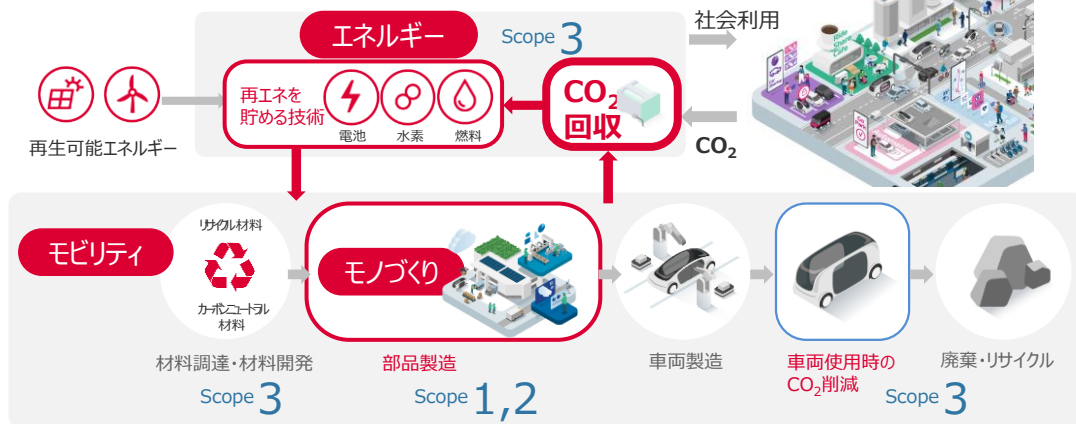 エネルギー
Scope 3
社会利用
再エネを
貯める技術
電池
水素
燃料
CO₂
回収
再生可能エネルギー
CO₂
Ride
Share
Cafe
モビリティ
リサイクル材料
カーボンニュートラル
材料
モノづくり
材料調達・材料開発
部品製造
車両製造
車両使用時の
CO₂削減
廃棄・リサイクル
Scope 3
Scope 1,2
Scope 3